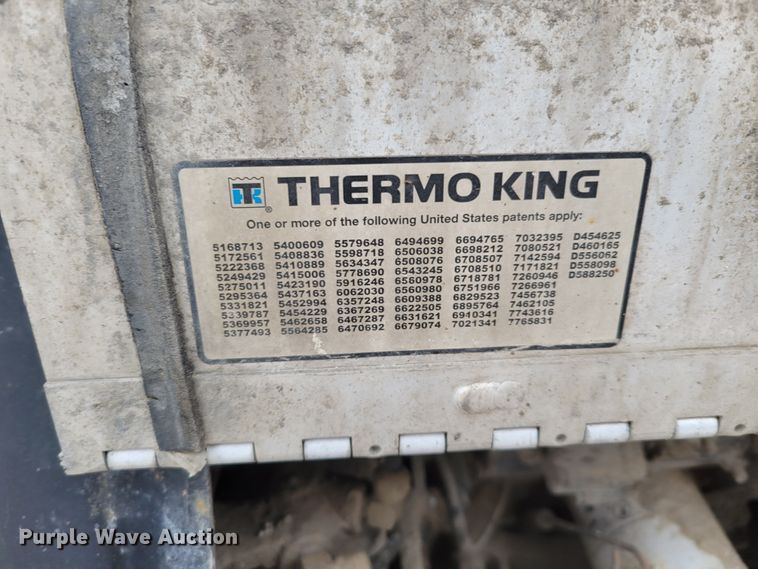 THERMO KING
One or more of the following United States patents apply:
5168713 5400609 5579648 6494699 6694765 7032395 D454625
5172561 5408836 5598718 6506038 6698212 7080521 D460165
5222368 5410889 5634347 6508076 6708507 7142594 D556062
5249429 5415006 5778690 6543245 6708510 7171821 D558098
5275011 5423190 5916246 6560978 6718781 7260946 D588250
5295364 5437163 6062030 6560980 6751966 7266961
5331821 5452994 6357248 6609388 6829523 7456738
5339787 5454229 6367269 6622505 6895764 7462105
5369957 5462658 6467287 6631621 6910341 7743616
5377493 5564285 6470692 6679074 7021341 7765831
Purple Wave Auction